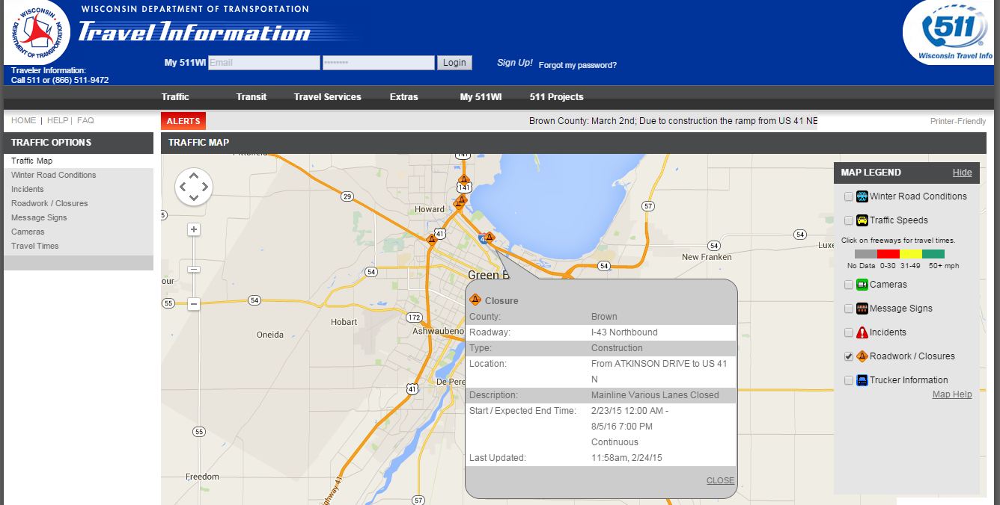 WISCONSIN DEPARTMENT OF TRANSPORTATION
WISCONSIN
DEPARTMENT OF TRANSPORTATION
Travel Information
511
Wisconsin Travel Info
My 511WI Email •••••••• Login Sign Up! Forgot my password?
Traveler Information:
Call 511 or (866) 511-9472
Traffic Transit Travel Services Extras My 511WI 511 Projects
HOME | HELP | FAQ
ALERTS Brown County: March 2nd; Due to construction the ramp from US 41 NE
Printer-Friendly
TRAFFIC OPTIONS
Traffic Map
Winter Road Conditions
Incidents
Roadwork / Closures
Message Signs
Cameras
Travel Times
TRAFFIC MAP
141
141
29
Howard
57
41
54
54
New Franken
Luxe
54
54
Green B
our
55
54
172
Hobart
Ashwaubeno
Oneida
41
De Pere
55
Freedom
Highway 41
57
Closure
County: Brown
Roadway: I-43 Northbound
Type: Construction
Location: From ATKINSON DRIVE to US 41
N
Description: Mainline Various Lanes Closed
Start / Expected End Time: 2/23/15 12:00 AM -
8/5/16 7:00 PM
Continuous
Last Updated: 11:58am, 2/24/15
CLOSE
MAP LEGEND Hide
Winter Road Conditions
Traffic Speeds
Click on freeways for travel times.
No Data 0-30 31-49 50+ mph
Cameras
Message Signs
Incidents
Roadwork / Closures
Trucker Information
Map Help